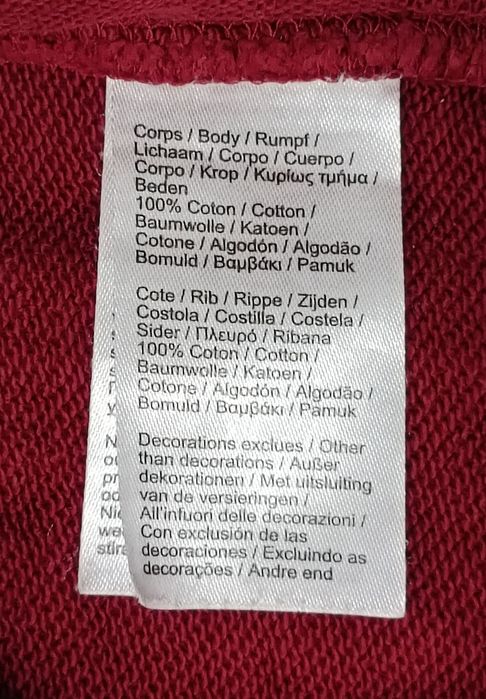 Corps / Body / Rumpf /
Lichaam / Corpo / Cuerpo /
Corpo / Krop / Κυρίως τμήμα /
Beden
100% Coton / Cotton /
Baumwolle / Katoen /
Cotone / Algodón / Algodão /
Bomuld / Βαμβάκι / Pamuk
Cote / Rib / Rippe / Zijden /
Costola / Costilla / Costela /
Sider / Πλευρό / Ribana
100% Coton / Cotton /
Baumwolle / Katoen /
Cotone / Algodón / Algodão /
Bomuld / Βαμβάκι / Pamuk
Decorations exclues / Other
than decorations / Außer
dekorationen / Met uitsluiting
van de versieringen /
All'infuori delle decorazioni /
Con exclusión de las
decoraciones / Excluindo as
decorações / Andre end